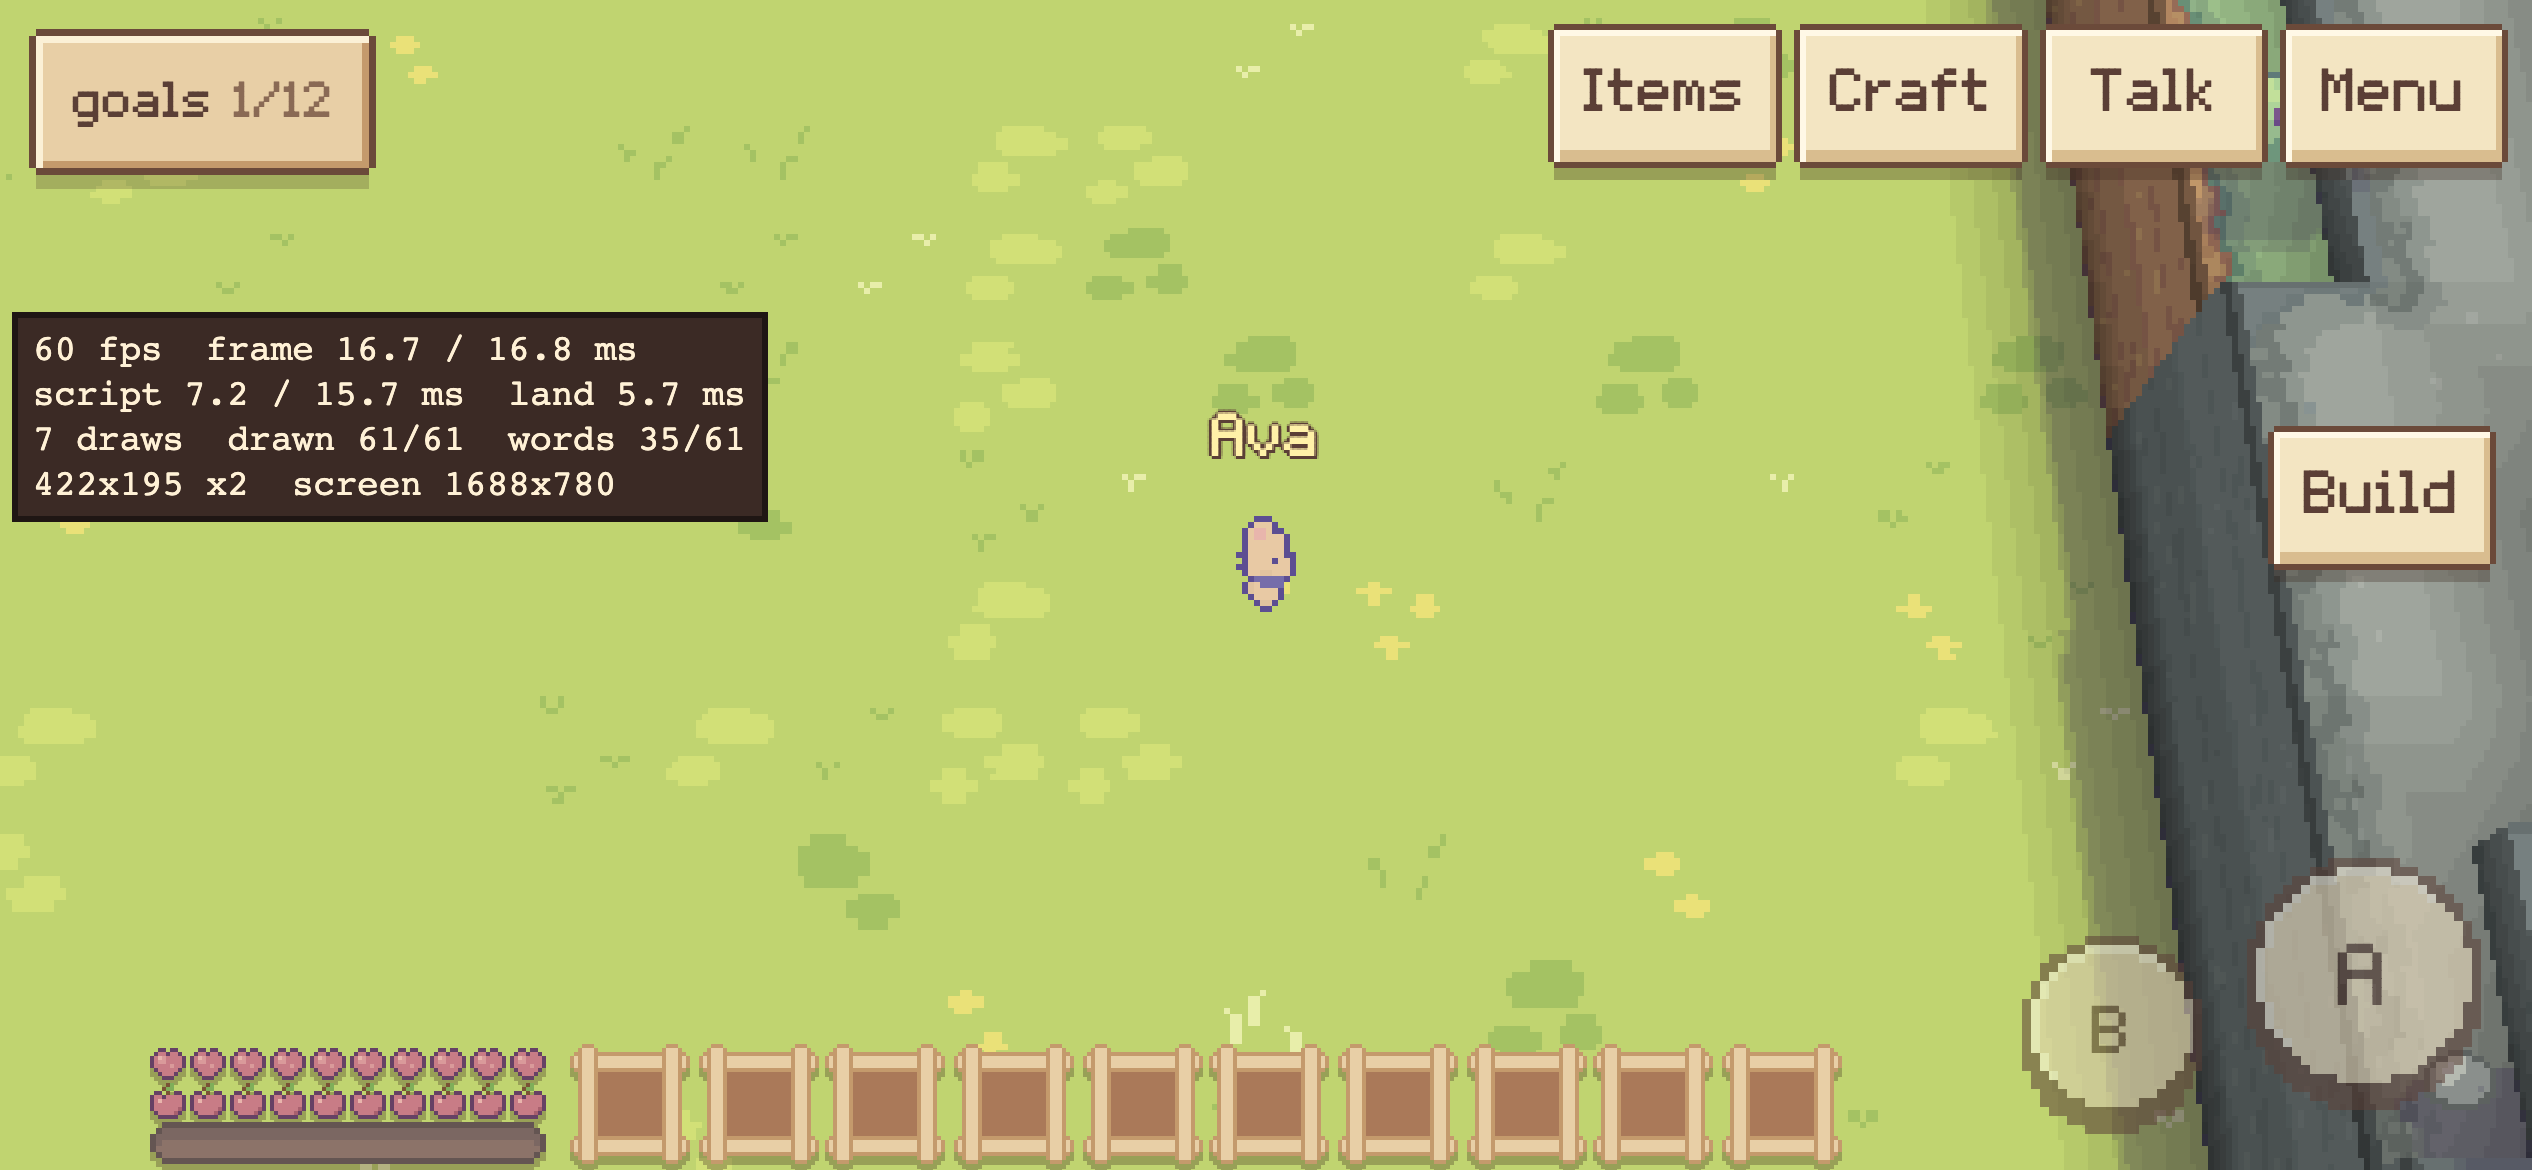 goals 1/12
Items
Craft
Talk
Menu
60 fps  frame 16.7 / 16.8 ms
script 7.2 / 15.7 ms  land 5.7 ms
7 draws  drawn 61/61  words 35/61
422x195 x2  screen 1688x780
Ava
Build
A
B